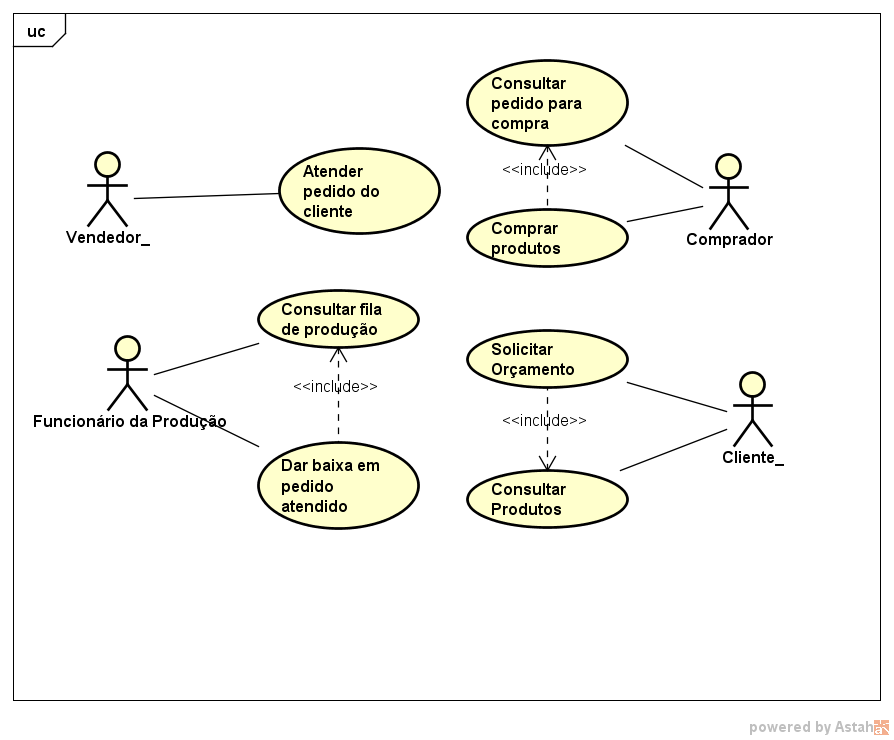 uc
Consultar
pedido para
compra
<<include>>
Atender
pedido do
cliente
Vendedor_
Comprar
produtos
Comprador
Consultar fila
de produção
<<include>>
Funcionário da Produção
Dar baixa em
pedido
atendido
Solicitar
Orçamento
<<include>>
Cliente_
Consultar
Produtos
powered by Astah